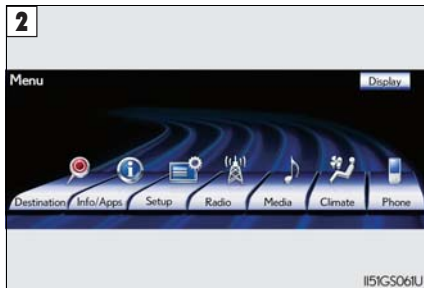 2
Menu
Display
Destination Info/Apps Setup Radio Media Climate Phone
II51GS061U